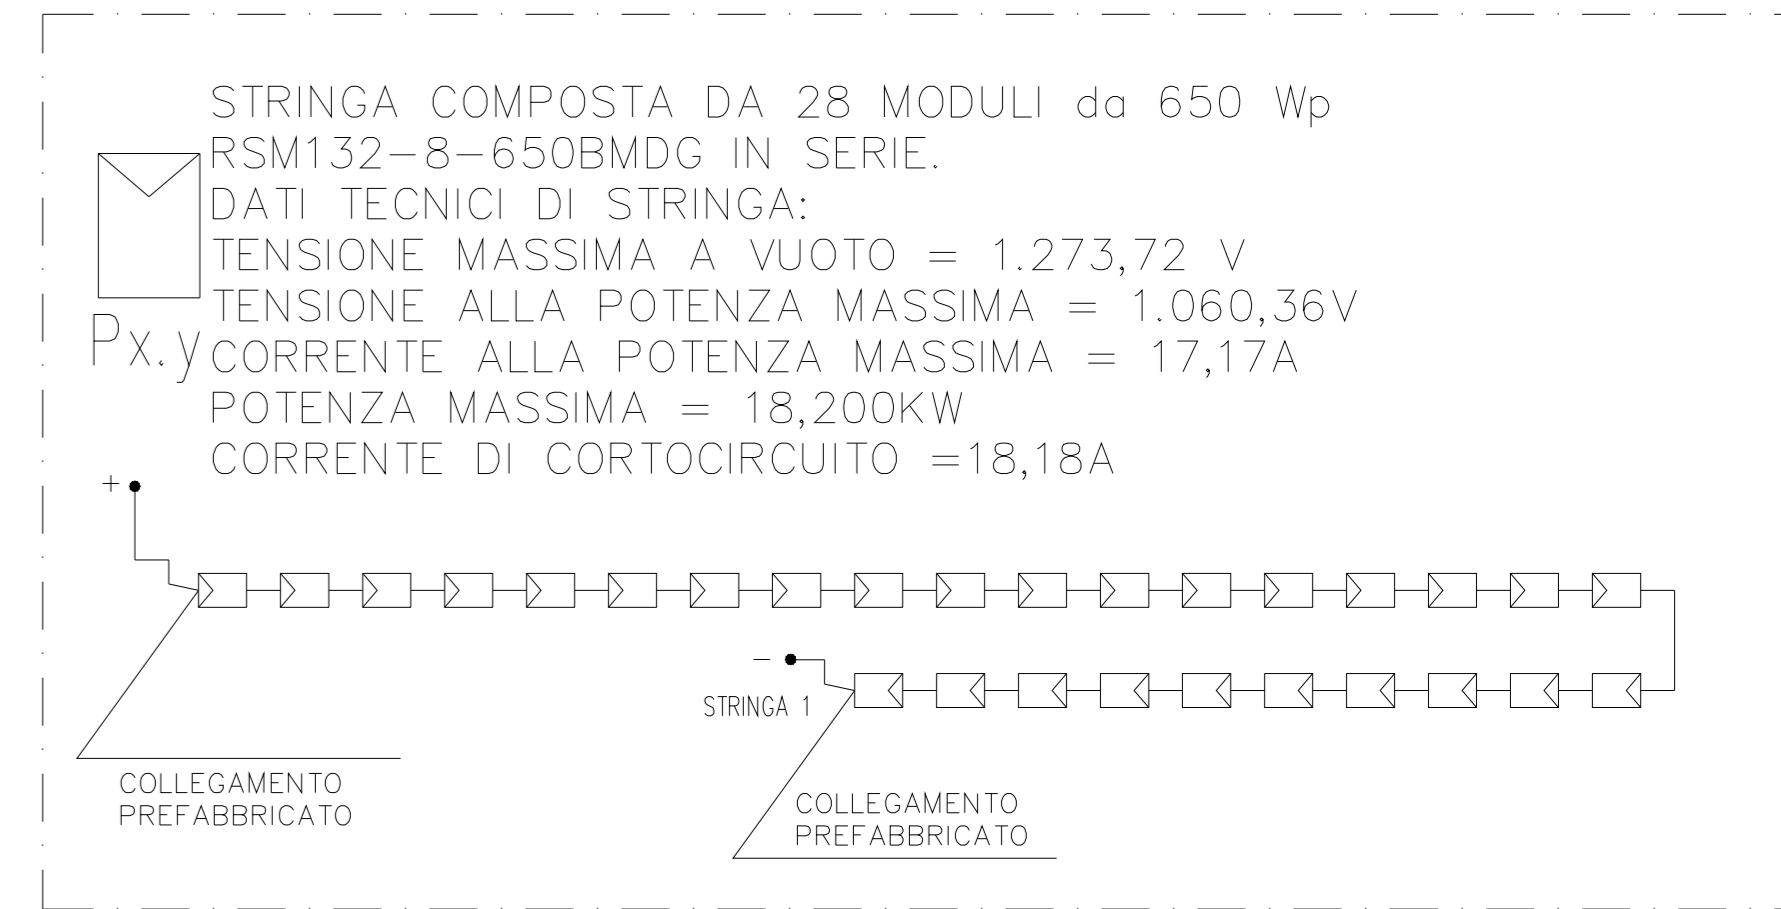 STRINGA COMPOSTA DA 28 MODULI da 650 Wp
RSM132-8-650BMDG IN SERIE.
DATI TECNICI DI STRINGA:
TENSIONE MASSIMA A VUOTO = 1.273,72 V
TENSIONE ALLA POTENZA MASSIMA = 1.060,36V
Px.y
CORRENTE ALLA POTENZA MASSIMA = 17,17A
POTENZA MASSIMA = 18,200KW
CORRENTE DI CORTOCIRCUITO =18,18A
+
-
STRINGA 1
COLLEGAMENTO
PREFABBRICATO
COLLEGAMENTO
PREFABBRICATO